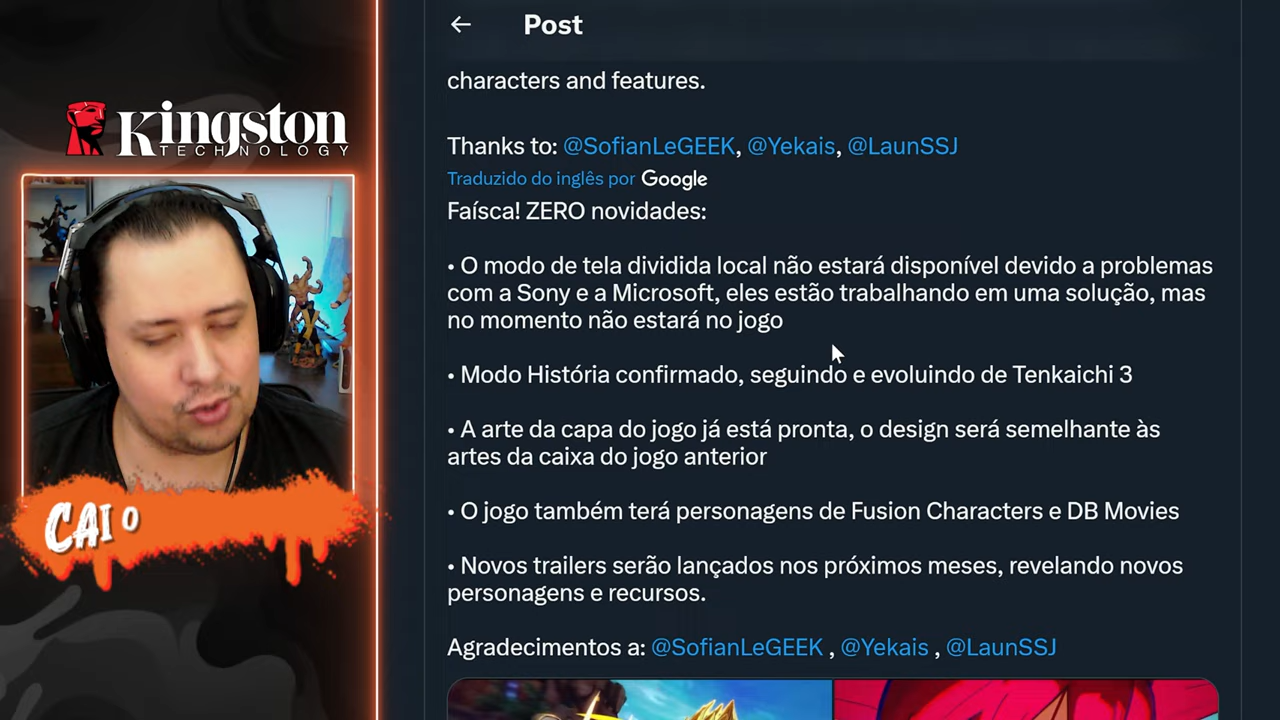 Post
characters and features.
Thanks to: @SofianLeGEEK, @Yekais, @LaunSSJ
Traduzido do inglês por Google
Faísca! ZERO novidades:
• O modo de tela dividida local não estará disponível devido a problemas
com a Sony e a Microsoft, eles estão trabalhando em uma solução, mas
no momento não estará no jogo
• Modo História confirmado, seguindo e evoluindo de Tenkaichi 3
• A arte da capa do jogo já está pronta, o design será semelhante às
artes da caixa do jogo anterior
• O jogo também terá personagens de Fusion Characters e DB Movies
• Novos trailers serão lançados nos próximos meses, revelando novos
personagens e recursos.
Agradecimentos a: @SofianLeGEEK , @Yekais , @LaunSSJ
Kingston
TECHNOLOGY
CAIO